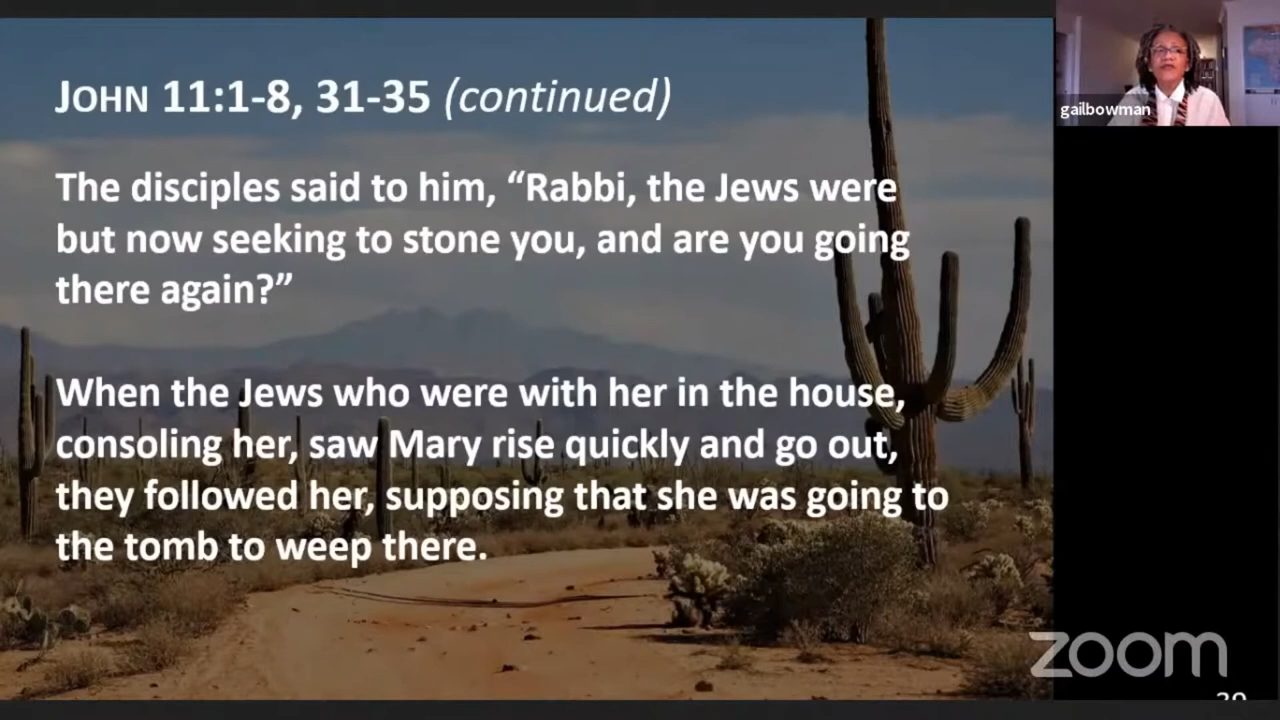 JOHN 11:1-8, 31-35 (continued)
gailbowman
The disciples said to him, “Rabbi, the Jews were
but now seeking to stone you, and are you going
there again?”
When the Jews who were with her in the house,
consoling her, saw Mary rise quickly and go out,
they followed her, supposing that she was going to
the tomb to weep there.
zoom